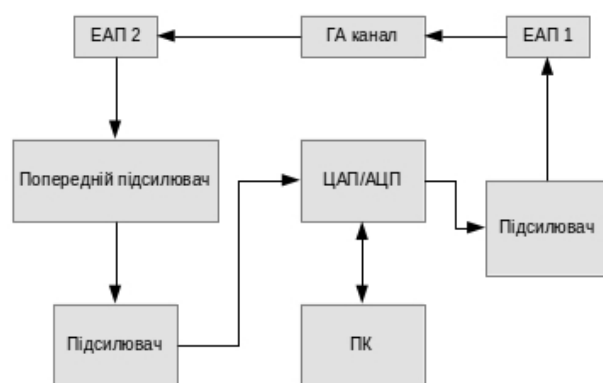 ЕАП 2
ГА канал
ЕАП 1
Попередній підсилювач
ЦАП/АЦП
Підсилювач
Підсилювач
ПК